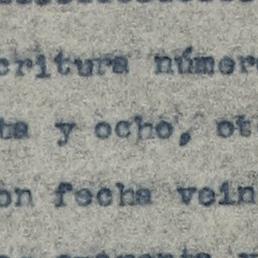 critura númer
ta y ocho, ot
on fecha vein